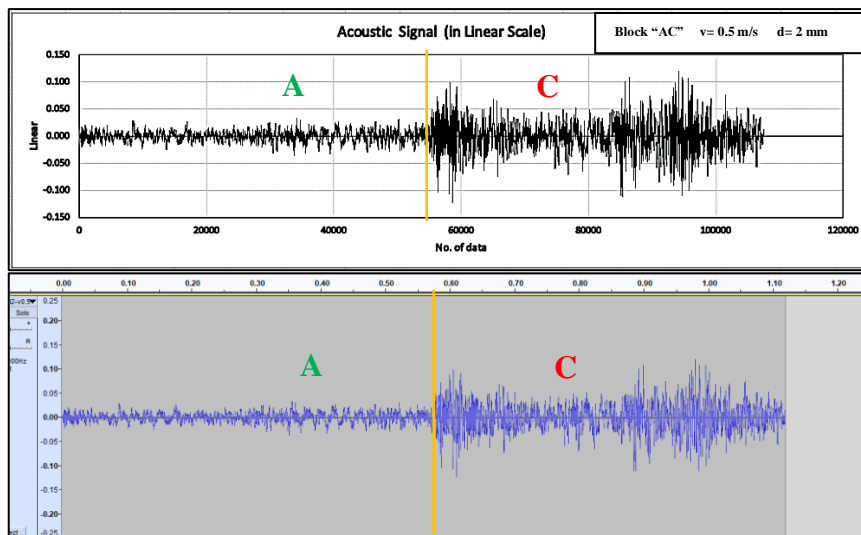 Acoustic Signal (in Linear Scale)
Block “AC” v= 0.5 m/s d= 2 mm
0.150
0.100
0.050
0.000
-0.050
-0.100
-0.150
Linear
A
C
0 20000 40000 60000 80000 100000 120000
No. of data
0.00 0.10 0.20 0.30 0.40 0.50 0.60 0.70 0.80 0.90 1.00 1.10 1.20
Solo
+
R
00Hz
0.25
0.20
0.15
0.10
0.05
0.00
-0.05
-0.10
-0.15
-0.20
-0.25
A
C